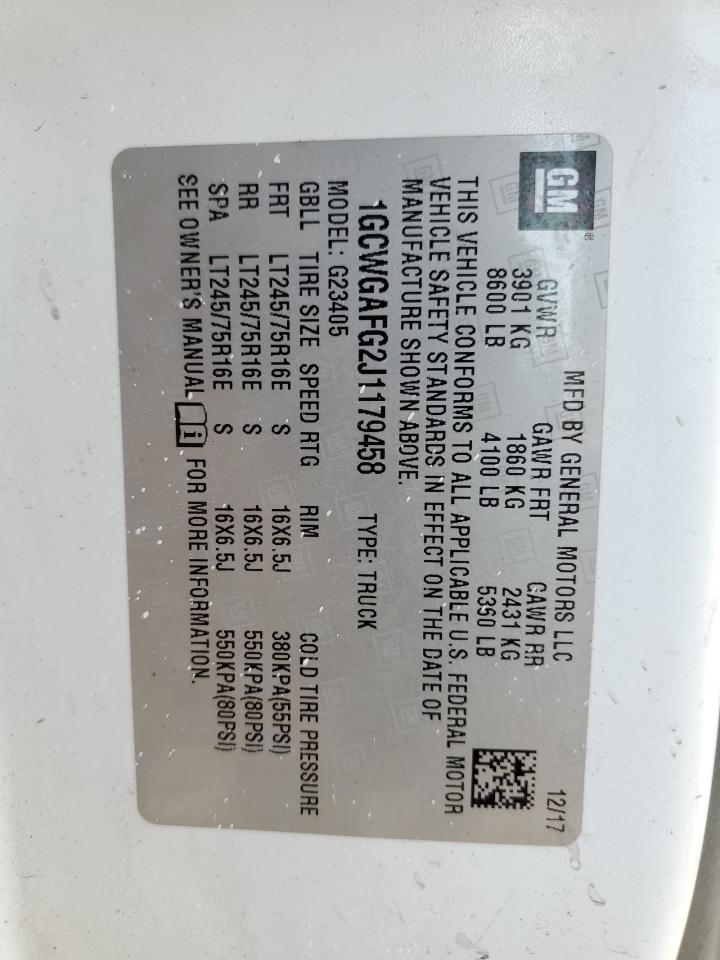 GM
®
MFD BY GENERAL MOTORS LLC 12/17
GVWR GAWR FRT GAWR RR
3901 KG 1860 KG 2431 KG
8600 LB 4100 LB 5360 LB
THIS VEHICLE CONFORMS TO ALL APPLICABLE U.S. FEDERAL MOTOR
VEHICLE SAFETY STANDARDS IN EFFECT ON THE DATE OF
MANUFACTURE SHOWN ABOVE.
1GCWGAFG2J1179458 TYPE: TRUCK
MODEL: G23405
GBLL TIRE SIZE SPEED RTG RIM COLD TIRE PRESSURE
FRT LT245/75R16E S 16X6.5J 380KPA(55PSI)
RR LT245/75R16E S 16X6.5J 550KPA(80PSI)
SPA LT245/75R16E S 16X6.5J 550KPA(80PSI)
SEE OWNER'S MANUAL i FOR MORE INFORMATION.